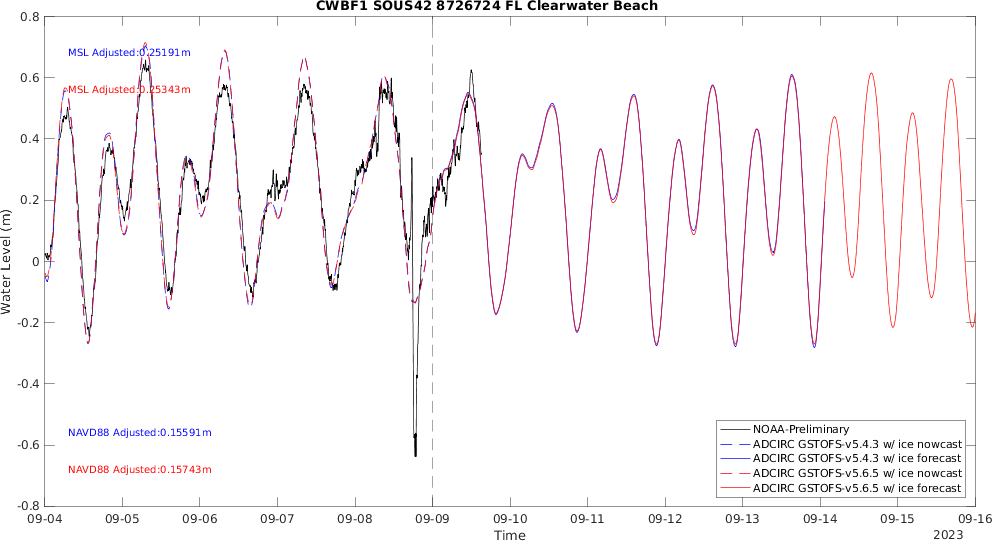 CWBF1 SOUS42 8726724 FL Clearwater Beach
0.8
0.6
0.4
0.2
0
-0.2
-0.4
-0.6
-0.8
Water Level (m)
MSL Adjusted:0.25191m
MSL Adjusted:0.25343m
NAVD88 Adjusted:0.15591m
NAVD88 Adjusted:0.15743m
NOAA-Preliminary
ADCIRC GSTOFS-v5.4.3 w/ ice nowcast
ADCIRC GSTOFS-v5.4.3 w/ ice forecast
ADCIRC GSTOFS-v5.6.5 w/ ice nowcast
ADCIRC GSTOFS-v5.6.5 w/ ice forecast
09-04 09-05 09-06 09-07 09-08 09-09 09-10 09-11 09-12 09-13 09-14 09-15 09-16
Time
2023